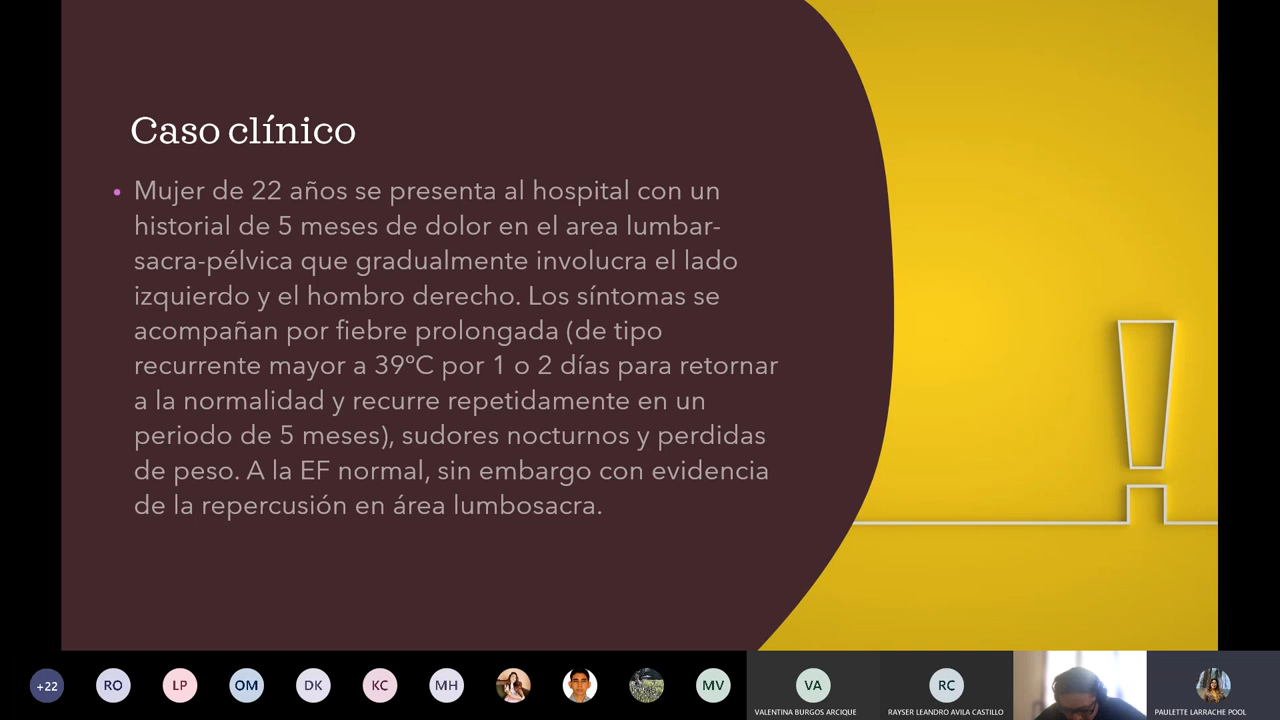 Caso clínico
• Mujer de 22 años se presenta al hospital con un
historial de 5 meses de dolor en el area lumbar-
sacra-pélvica que gradualmente involucra el lado
izquierdo y el hombro derecho. Los síntomas se
acompañan por fiebre prolongada (de tipo
recurrente mayor a 39ºC por 1 o 2 días para retornar
a la normalidad y recurre repetidamente en un
periodo de 5 meses), sudores nocturnos y perdidas
de peso. A la EF normal, sin embargo con evidencia
de la repercusión en área lumbosacra.
+22 RO LP OM DK KC MH MV VA RC
VALENTINA BURGOS ARCIQUE RAYSER LEANDRO AVILA CASTILLO PAULETTE LARRACHE POOL